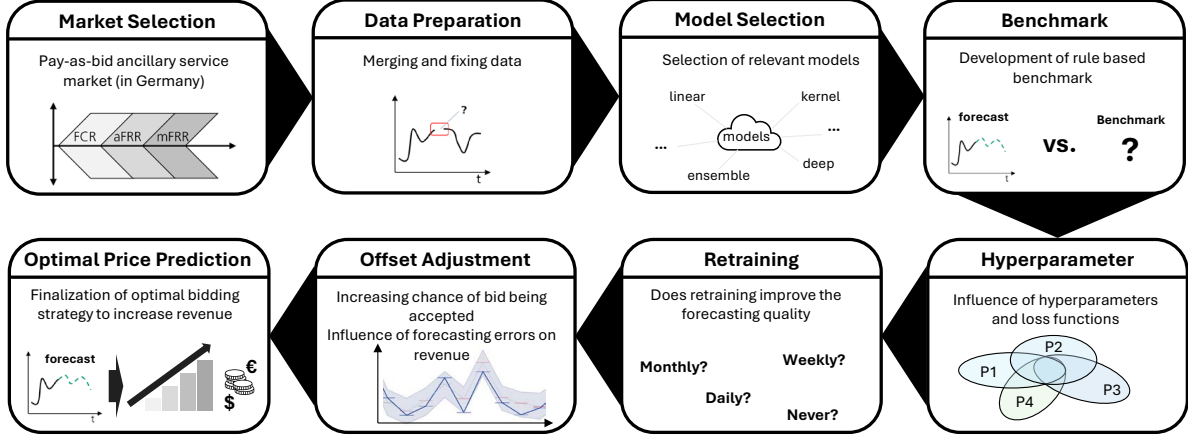 Market Selection
Pay-as-bid ancillary service
market (in Germany)
FCR aFRR mFRR
Data Preparation
Merging and fixing data
?
t
Model Selection
Selection of relevant models
linear
kernel
models
...
...
deep
ensemble
Benchmark
Development of rule based
benchmark
forecast
Benchmark
vs.
?
t
Hyperparameter
Influence of hyperparameters
and loss functions
P2
P1
P3
P4
Retraining
Does retraining improve the
forecasting quality
Monthly?
Weekly?
Daily?
Never?
Offset Adjustment
Increasing chance of bid being
accepted
Influence of forecasting errors on
revenue
Optimal Price Prediction
Finalization of optimal bidding
strategy to increase revenue
forecast
€
$
t